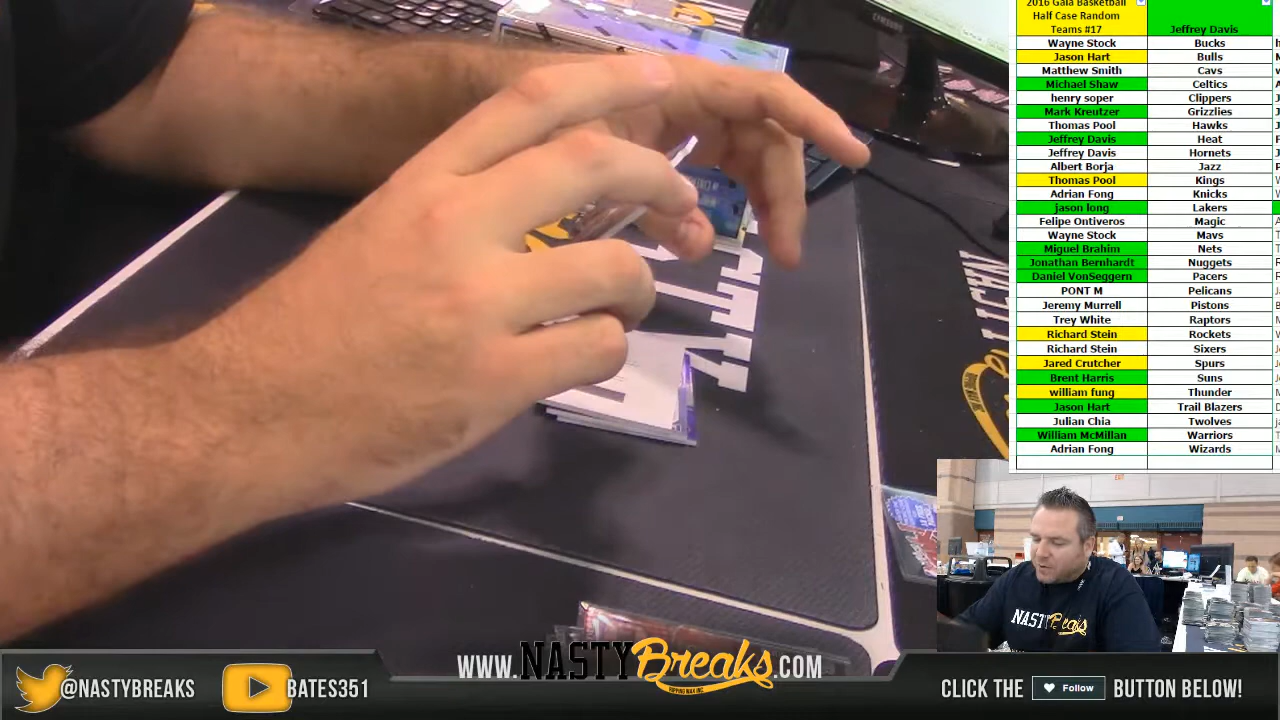 2016 Gala Basketball
Half Case Random
Teams #17
Jeffrey Davis
Wayne Stock Bucks
Jason Hart Bulls
Matthew Smith Cavs
Michael Shaw Celtics
henry soper Clippers
Mark Kreutzer Grizzlies
Thomas Pool Hawks
Jeffrey Davis Heat
Jeffrey Davis Hornets
Albert Borja Jazz
Thomas Pool Kings
Adrian Fong Knicks
jason long Lakers
Felipe Ontiveros Magic
Wayne Stock Mavs
Miguel Brahim Nets
Jonathan Bernhardt Nuggets
Daniel VonSeggern Pacers
PONT M Pelicans
Jeremy Murrell Pistons
Trey White Raptors
Richard Stein Rockets
Richard Stein Sixers
Jared Crutcher Spurs
Brent Harris Suns
william fung Thunder
Jason Hart Trail Blazers
Julian Chia Twolves
William McMillan Warriors
Adrian Fong Wizards
SAMSUNG
NASTY Breaks
@NASTYBREAKS
BATES351
WWW.NASTYBreaks.COM
RIPPING WAX INC
CLICK THE Follow BUTTON BELOW!